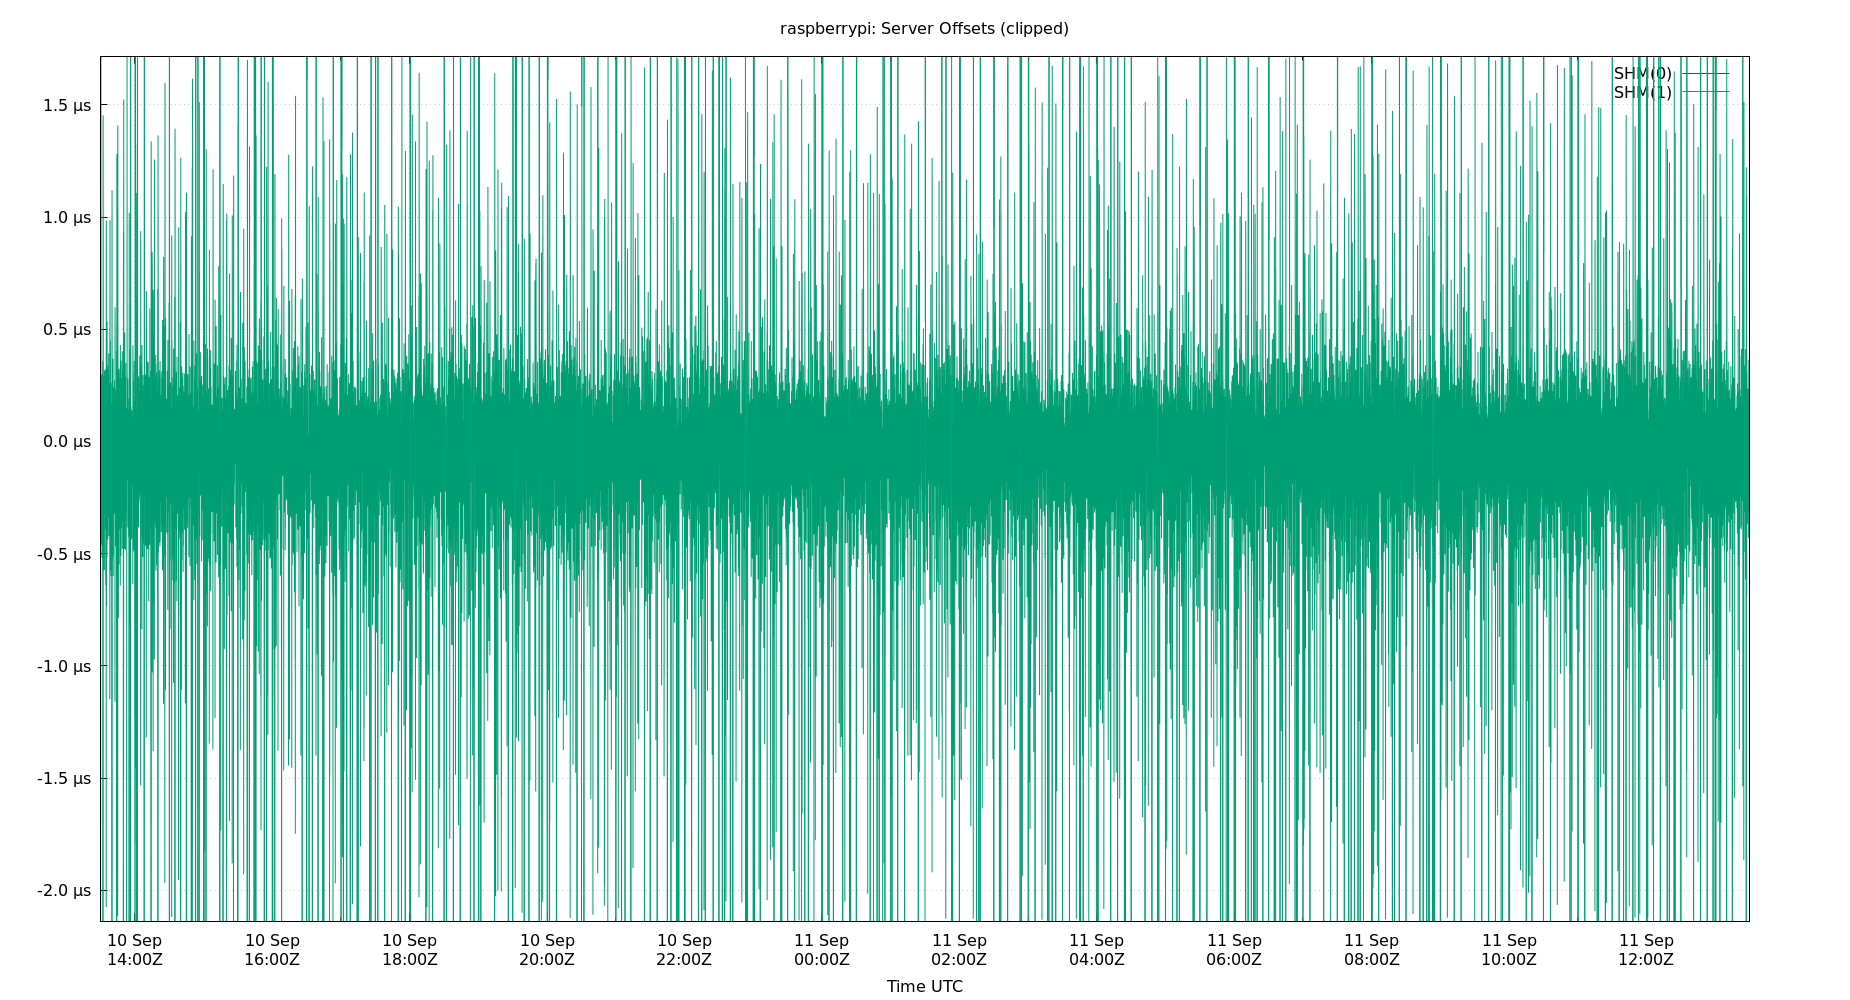 raspberrypi: Server Offsets (clipped)
SHM(0)
SHM(1)
1.5 µs
1.0 µs
0.5 µs
0.0 µs
-0.5 µs
-1.0 µs
-1.5 µs
-2.0 µs
10 Sep 10 Sep 10 Sep 10 Sep 10 Sep 11 Sep 11 Sep 11 Sep 11 Sep 11 Sep 11 Sep 11 Sep
14:00Z 16:00Z 18:00Z 20:00Z 22:00Z 00:00Z 02:00Z 04:00Z 06:00Z 08:00Z 10:00Z 12:00Z
Time UTC